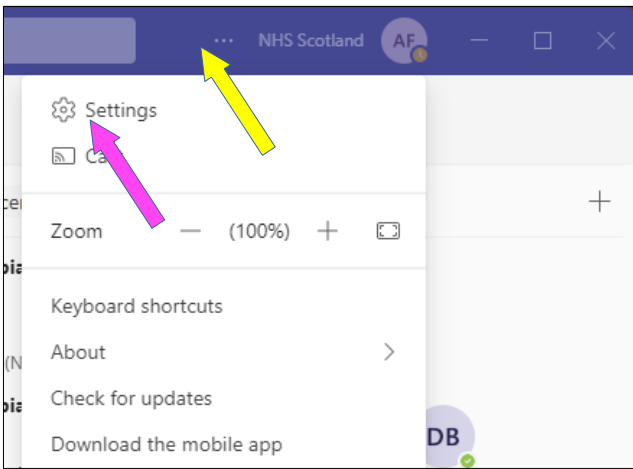 ... NHS Scotland AF
Settings
Zoom — (100%) +
Keyboard shortcuts
About
(N
Check for updates
Download the mobile app
DB